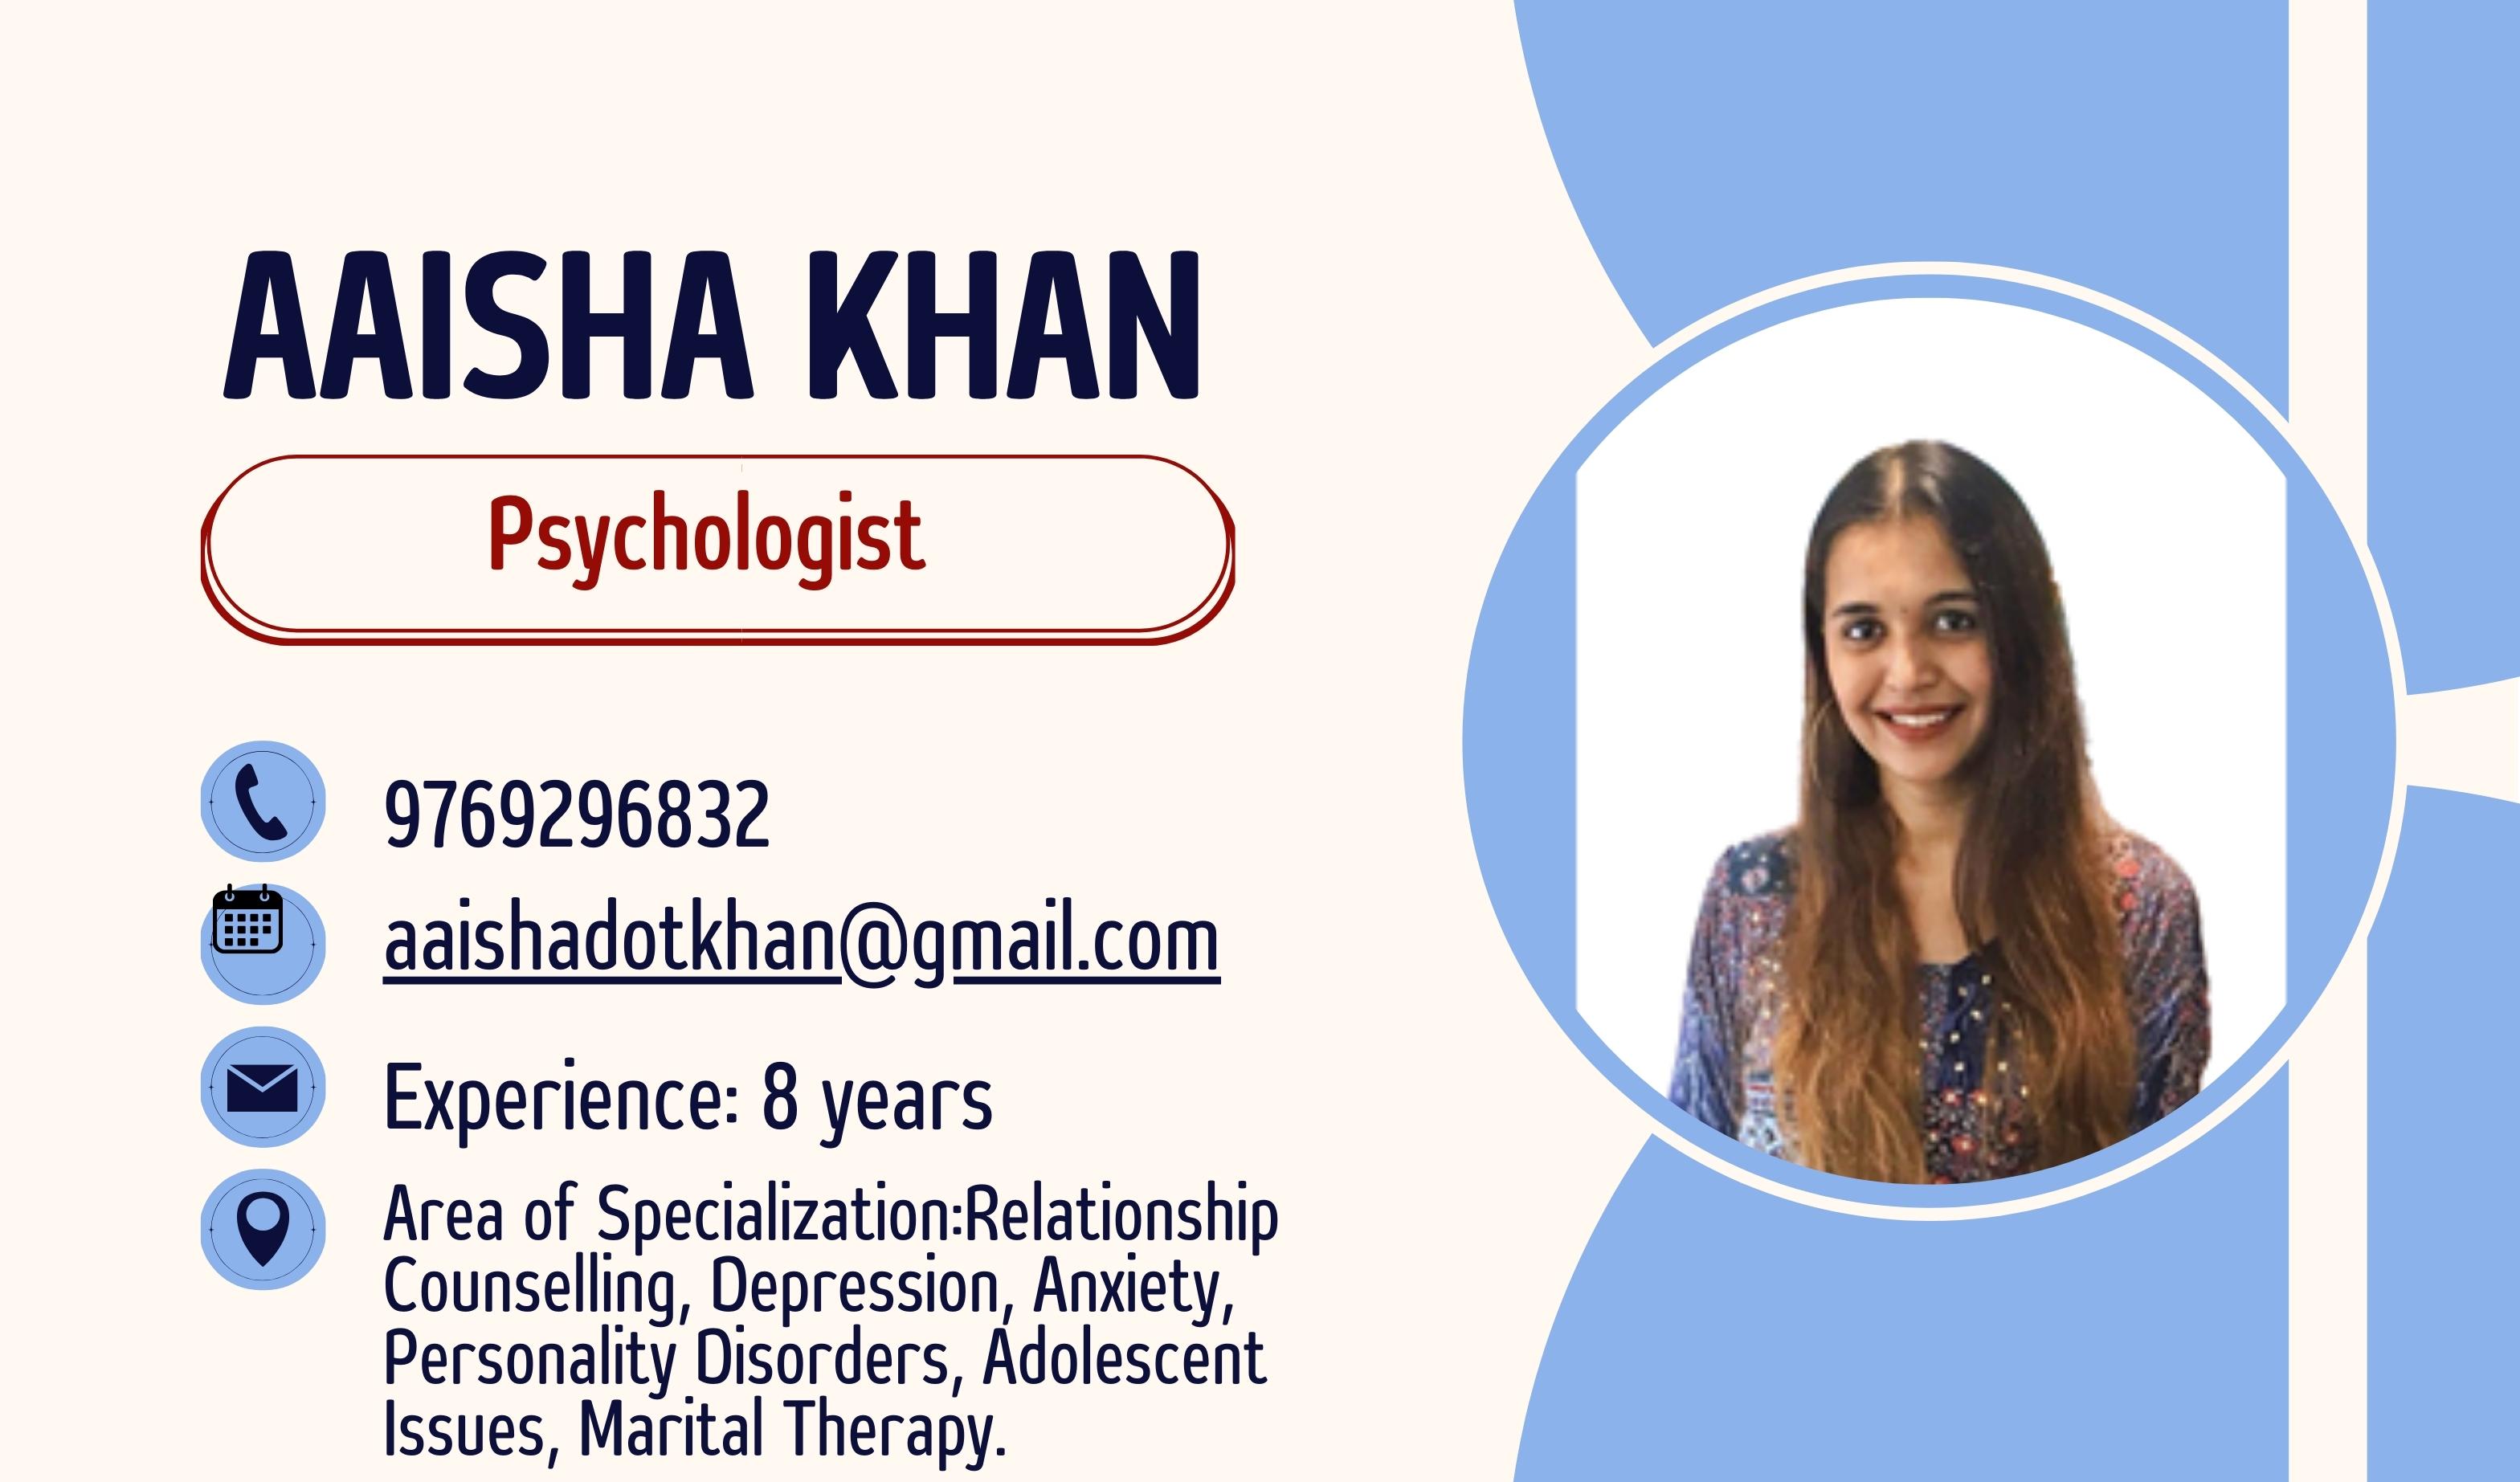 AAISHA KHAN
Psychologist
9769296832
aaishadotkhan@gmail.com
Experience: 8 years
Area of Specialization:Relationship
Counselling, Depression, Anxiety,
Personality Disorders, Adolescent
Issues, Marital Therapy.